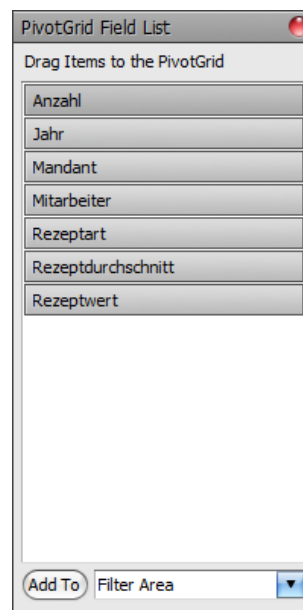 PivotGrid Field List
Drag Items to the PivotGrid
Anzahl
Jahr
Mandant
Mitarbeiter
Rezeptart
Rezeptdurchschnitt
Rezeptwert
Add To Filter Area